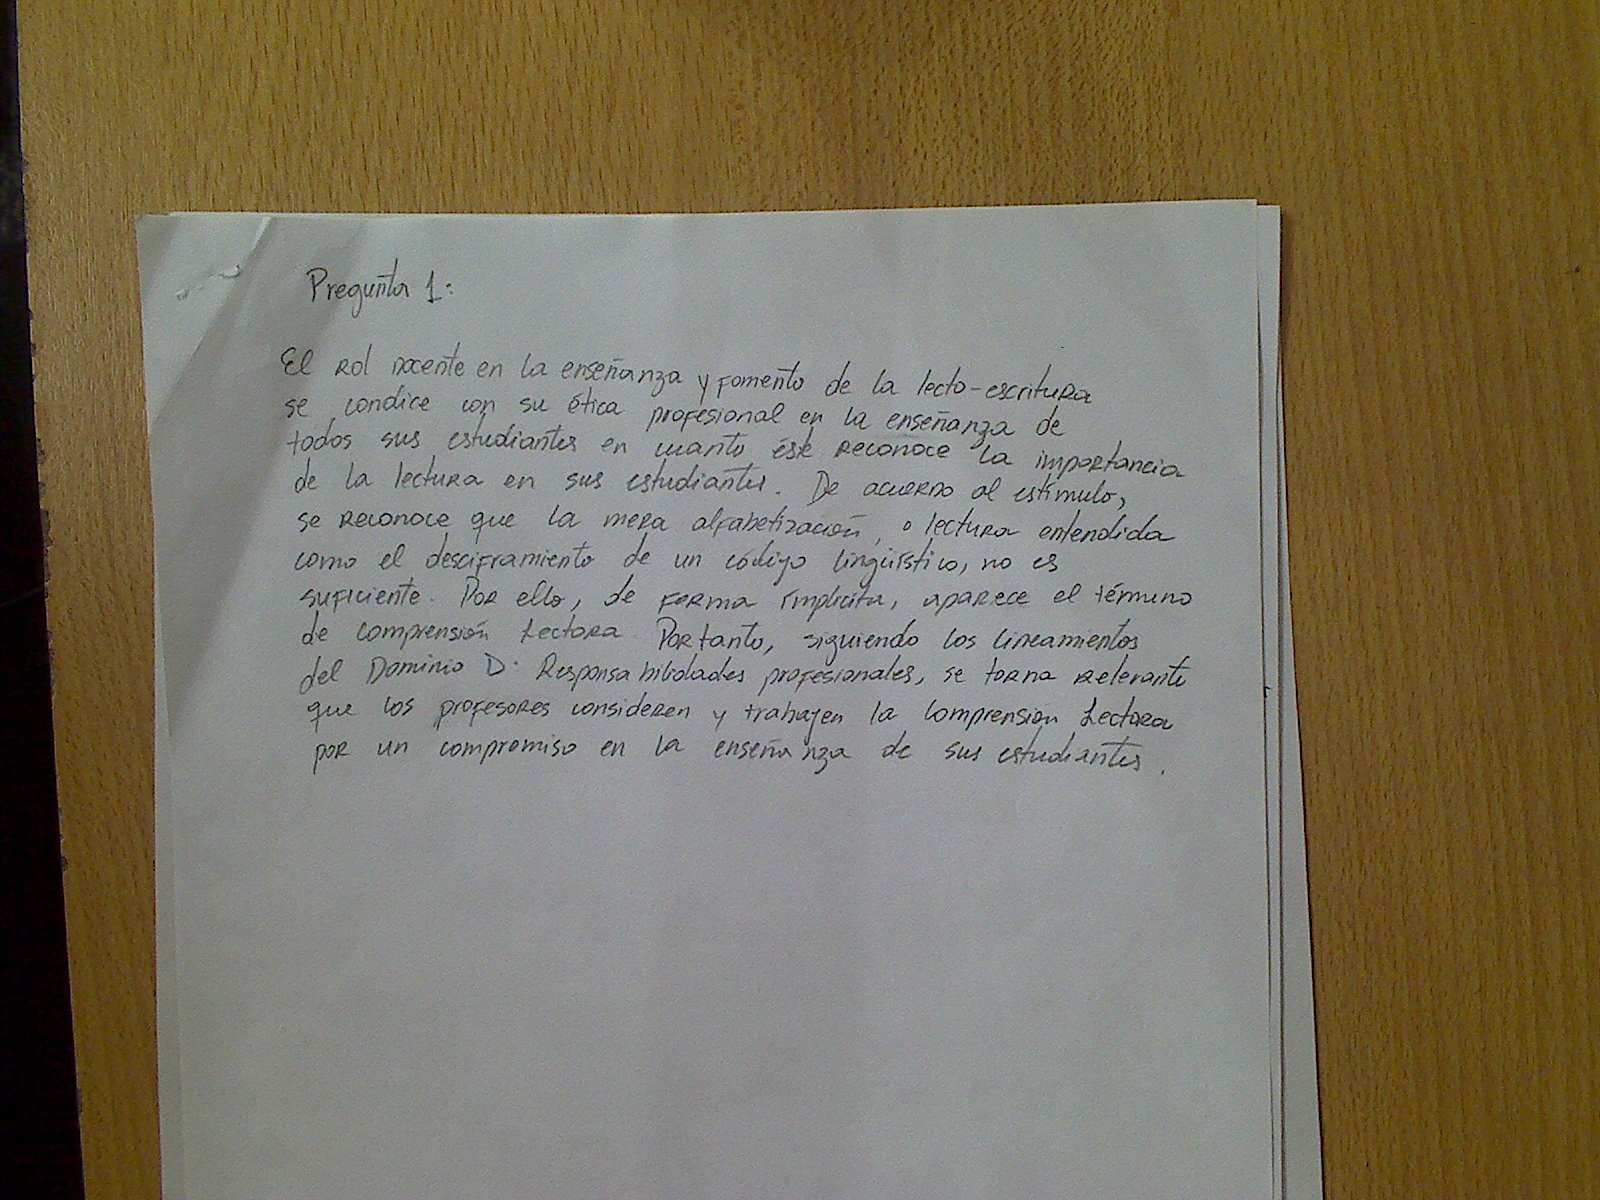 Pregunta 1:
El rol docente en la enseñanza y fomento de la lecto-escritura
se condice con su ética profesional en la enseñanza de
todos sus estudiantes en cuanto éste reconoce la importancia
de la lectura en sus estudiantes. De acuerdo al estímulo,
se reconoce que la mera alfabetización, o lectura entendida
como el desciframiento de un código lingüístico, no es
suficiente. Por ello, de forma implícita, aparece el término
de Comprensión Lectora. Por tanto, siguiendo los lineamientos
del Dominio D: Responsabilidades profesionales, se torna relevante
que los profesores consideren y trabajen la Comprensión Lectora
por un compromiso en la enseñanza de sus estudiantes.